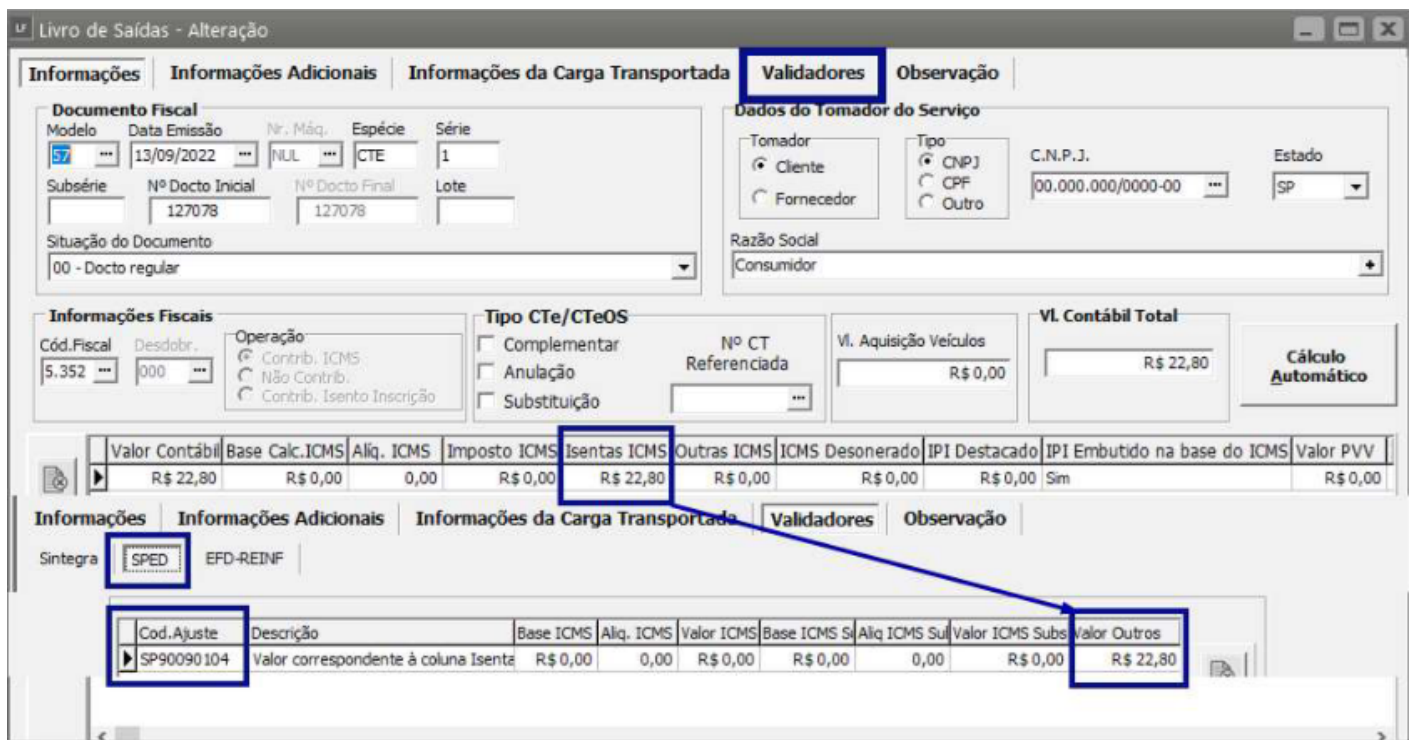 LF Livro de Saídas - Alteração
Informações Informações Adicionais Informações da Carga Transportada Validadores Observação
Documento Fiscal Dados do Tomador do Serviço
Modelo Data Emissão Nr. Máq. Espécie Série Tomador Tipo C.N.P.J. Estado
57 ... 13/09/2022 ... NUL ... CTE 1 Cliente CNPJ 00.000.000/0000-00 ... SP
Fornecedor CPF
Outro
Subsérie Nº Docto Inicial Nº Docto Final Lote
127078 127078
Situação do Documento Razão Social
00 - Docto regular Consumidor +
Informações Fiscais Tipo CTe/CTeOS Vl. Contábil Total
Cód.Fiscal Desdobr. Operação Complementar Nº CT Vl. Aquisição Veículos
5.352 ... 000 ... Contrib. ICMS Anulação Referenciada R$ 0,00 R$ 22,80 Cálculo
Não Contrib. Substituição ... Automático
Contrib. Isento Inscrição
Valor Contábil Base Calc.ICMS Alíq. ICMS Imposto ICMS Isentas ICMS Outras ICMS ICMS Desonerado IPI Destacado IPI Embutido na base do ICMS Valor PVV
R$ 22,80 R$ 0,00 0,00 R$ 0,00 R$ 22,80 R$ 0,00 R$ 0,00 R$ 0,00 Sim R$ 0,00
Informações Informações Adicionais Informações da Carga Transportada Validadores Observação
Sintegra SPED EFD-REINF
Cod.Ajuste Descrição Base ICMS Aliq. ICMS Valor ICMS Base ICMS S Aliq ICMS Sul Valor ICMS Subs Valor Outros
SP90090104 Valor correspondente à coluna Isenta R$ 0,00 0,00 R$ 0,00 R$ 0,00 0,00 R$ 0,00 R$ 22,80